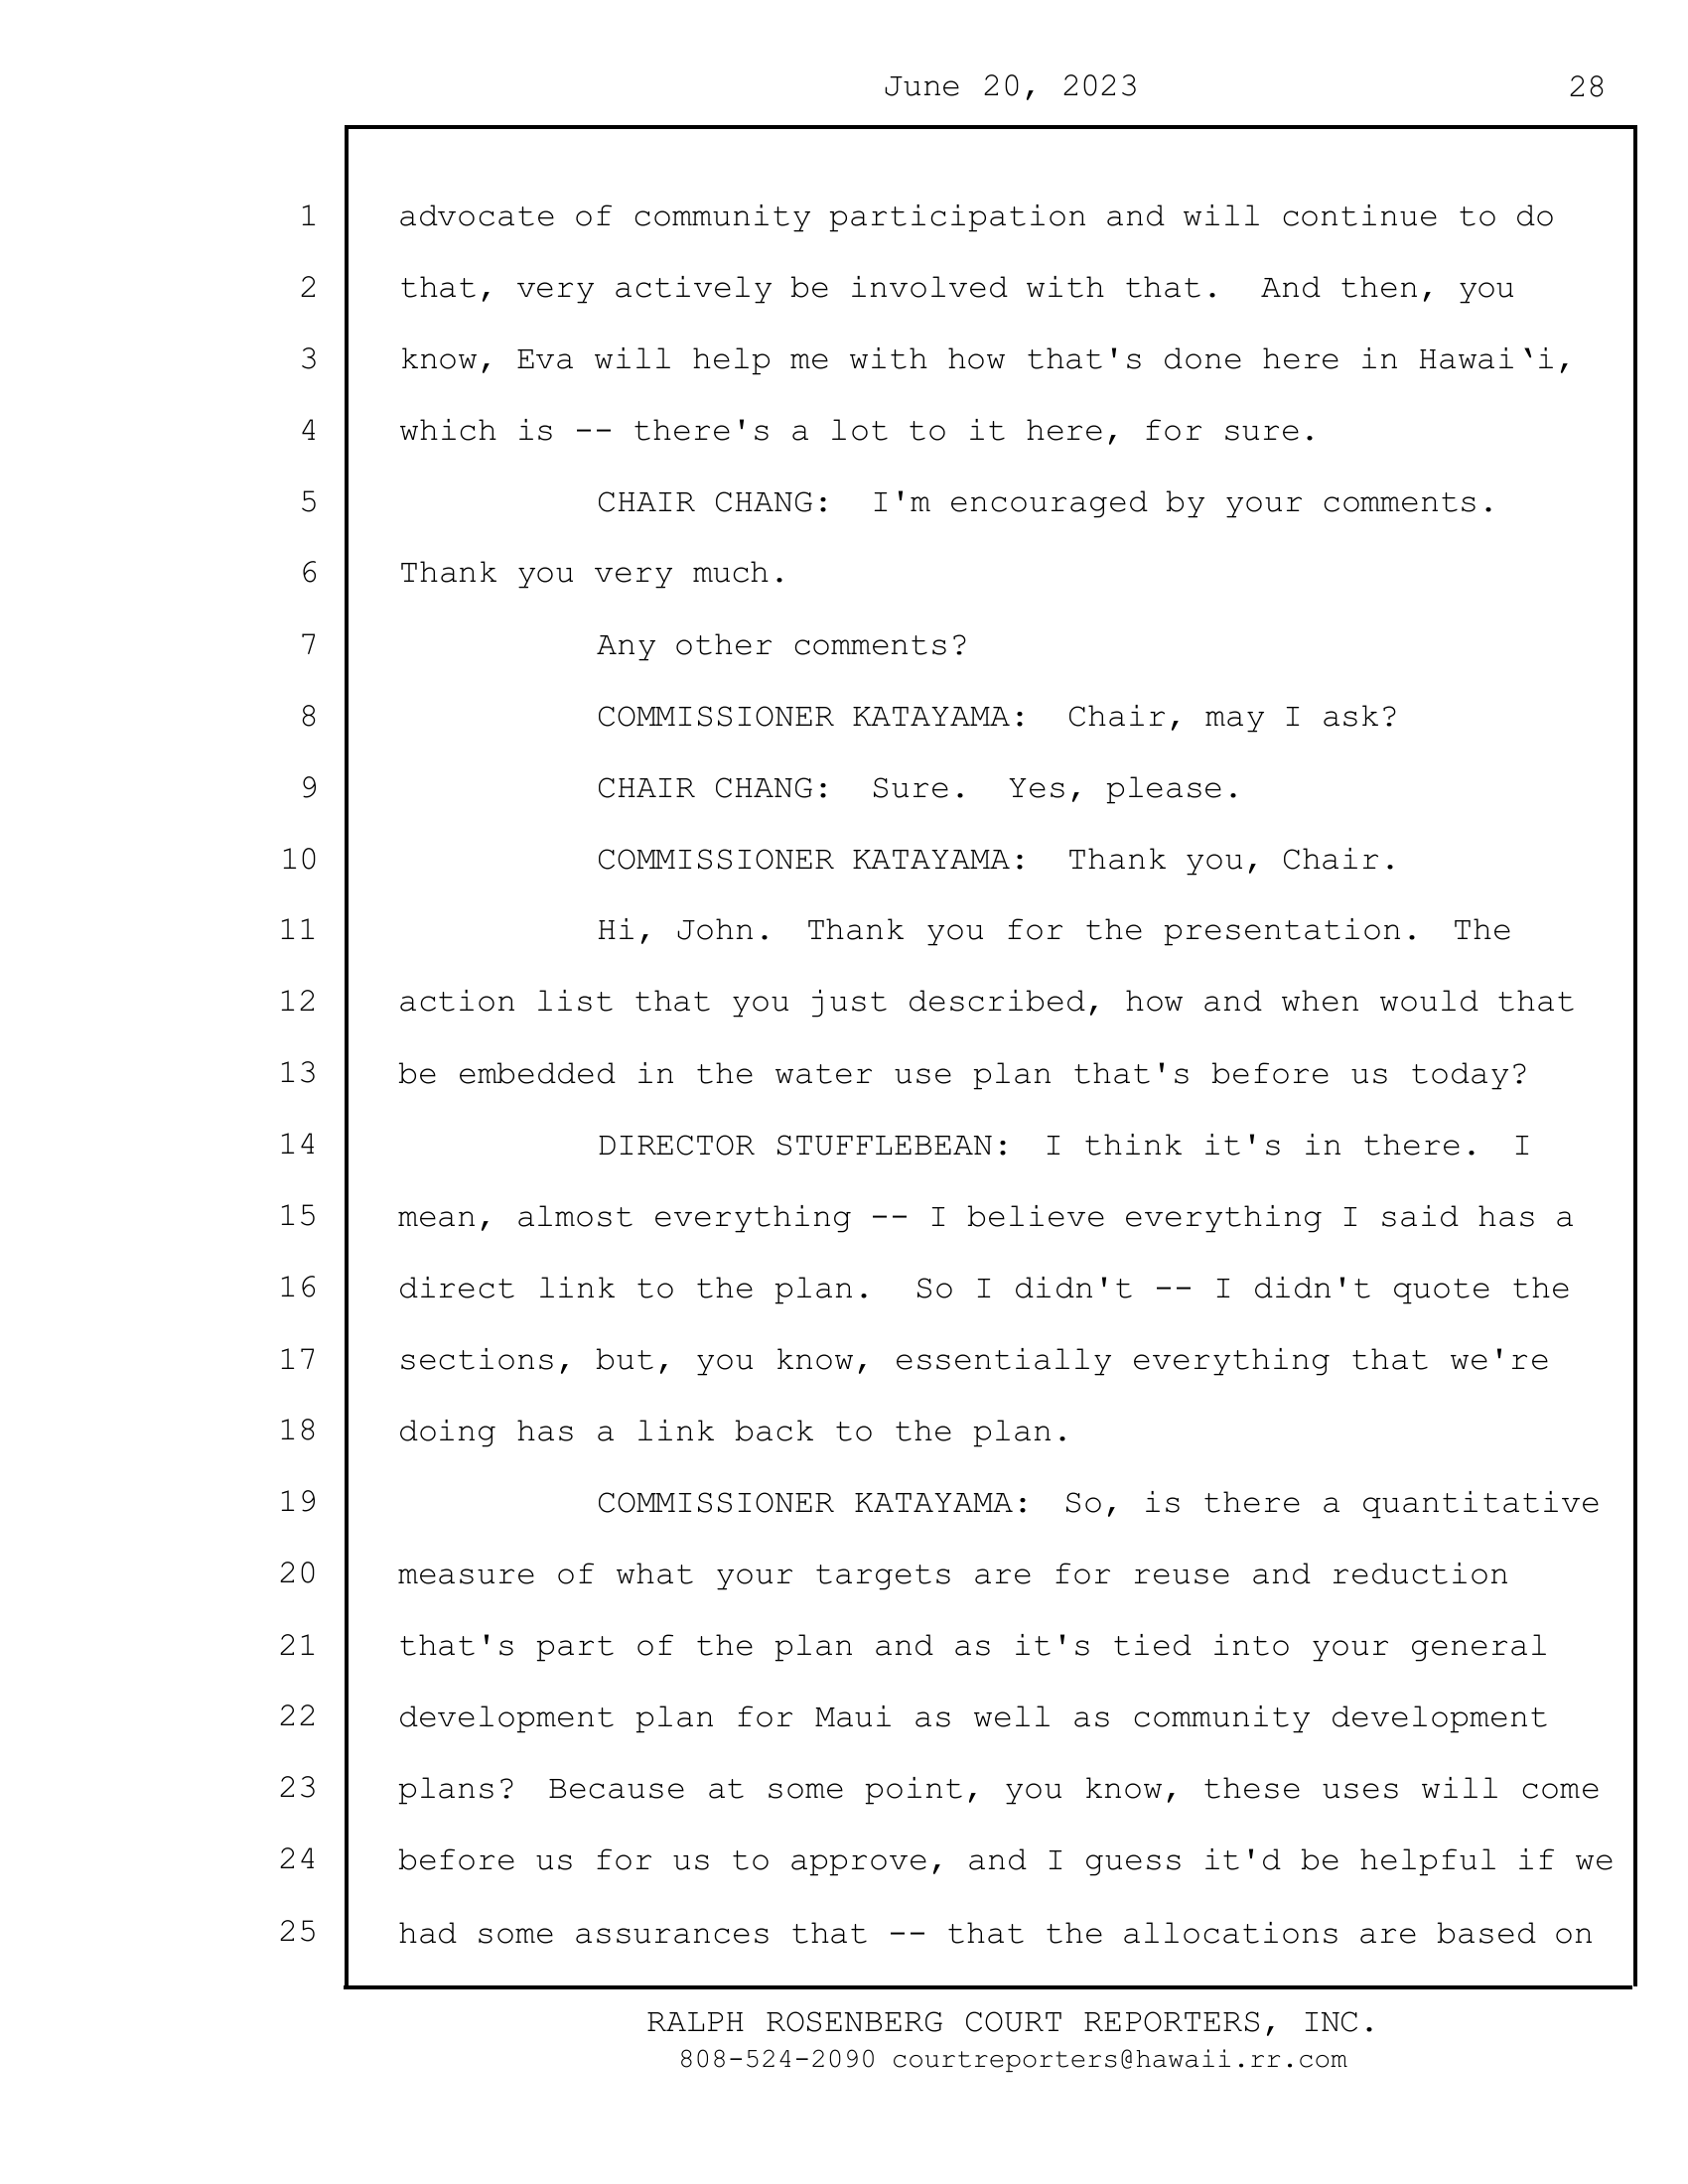 June 20, 2023 28
1 advocate of community participation and will continue to do
2 that, very actively be involved with that.  And then, you
3 know, Eva will help me with how that's done here in Hawai‘i,
4 which is -- there's a lot to it here, for sure.
5 CHAIR CHANG:  I'm encouraged by your comments.
6 Thank you very much.
7 Any other comments?
8 COMMISSIONER KATAYAMA:  Chair, may I ask?
9 CHAIR CHANG:  Sure.  Yes, please.
10 COMMISSIONER KATAYAMA:  Thank you, Chair.
11 Hi, John.  Thank you for the presentation.  The
12 action list that you just described, how and when would that
13 be embedded in the water use plan that's before us today?
14 DIRECTOR STUFFLEBEAN:  I think it's in there.  I
15 mean, almost everything -- I believe everything I said has a
16 direct link to the plan.  So I didn't -- I didn't quote the
17 sections, but, you know, essentially everything that we're
18 doing has a link back to the plan.
19 COMMISSIONER KATAYAMA:  So, is there a quantitative
20 measure of what your targets are for reuse and reduction
21 that's part of the plan and as it's tied into your general
22 development plan for Maui as well as community development
23 plans?  Because at some point, you know, these uses will come
24 before us for us to approve, and I guess it'd be helpful if we
25 had some assurances that -- that the allocations are based on
RALPH ROSENBERG COURT REPORTERS, INC.
808-524-2090 courtreporters@hawaii.rr.com